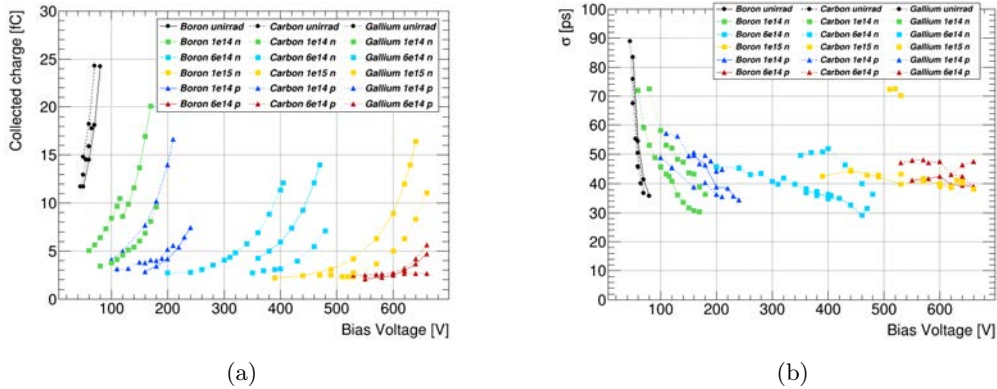 Collected charge [fC]
30
25
20
15
10
5
0
Boron unirrad Carbon unirrad Gallium unirrad
Boron 1e14 n Carbon 1e14 n Gallium 1e14 n
Boron 6e14 n Carbon 6e14 n Gallium 6e14 n
Boron 1e15 n Carbon 1e15 n Gallium 1e15 n
Boron 1e14 p Carbon 1e14 p Gallium 1e14 p
Boron 6e14 p Carbon 6e14 p Gallium 6e14 p
100 200 300 400 500 600
Bias Voltage [V]
(a)
σ [ps]
100
90
80
70
60
50
40
30
20
10
0
Boron unirrad Carbon unirrad Gallium unirrad
Boron 1e14 n Carbon 1e14 n Gallium 1e14 n
Boron 6e14 n Carbon 6e14 n Gallium 6e14 n
Boron 1e15 n Carbon 1e15 n Gallium 1e15 n
Boron 1e14 p Carbon 1e14 p Gallium 1e14 p
Boron 6e14 p Carbon 6e14 p Gallium 6e14 p
100 200 300 400 500 600
Bias Voltage [V]
(b)